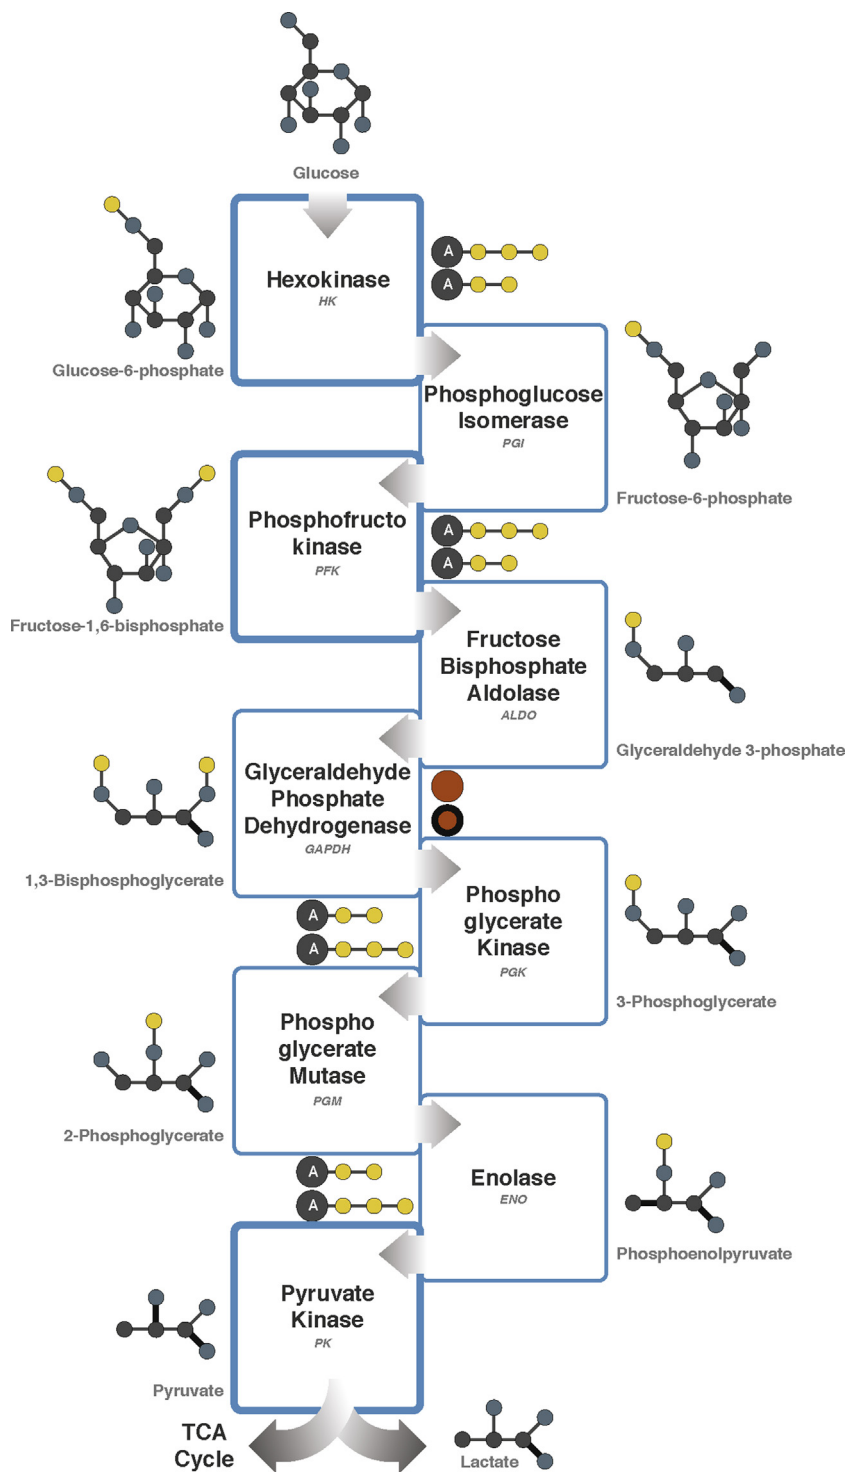 Glucose
Hexokinase
HK
A
A
Glucose-6-phosphate
Phosphoglucose
Isomerase
PGI
Fructose-6-phosphate
Phosphofructo
kinase
PFK
A
A
Fructose-1,6-bisphosphate
Fructose
Bisphosphate
Aldolase
ALDO
Glyceraldehyde 3-phosphate
Glyceraldehyde
Phosphate
Dehydrogenase
GAPDH
1,3-Bisphosphoglycerate
Phospho
glycerate
Kinase
PGK
A
A
3-Phosphoglycerate
Phospho
glycerate
Mutase
PGM
2-Phosphoglycerate
Enolase
ENO
A
A
Phosphoenolpyruvate
Pyruvate
Kinase
PK
Pyruvate
TCA
Cycle
Lactate